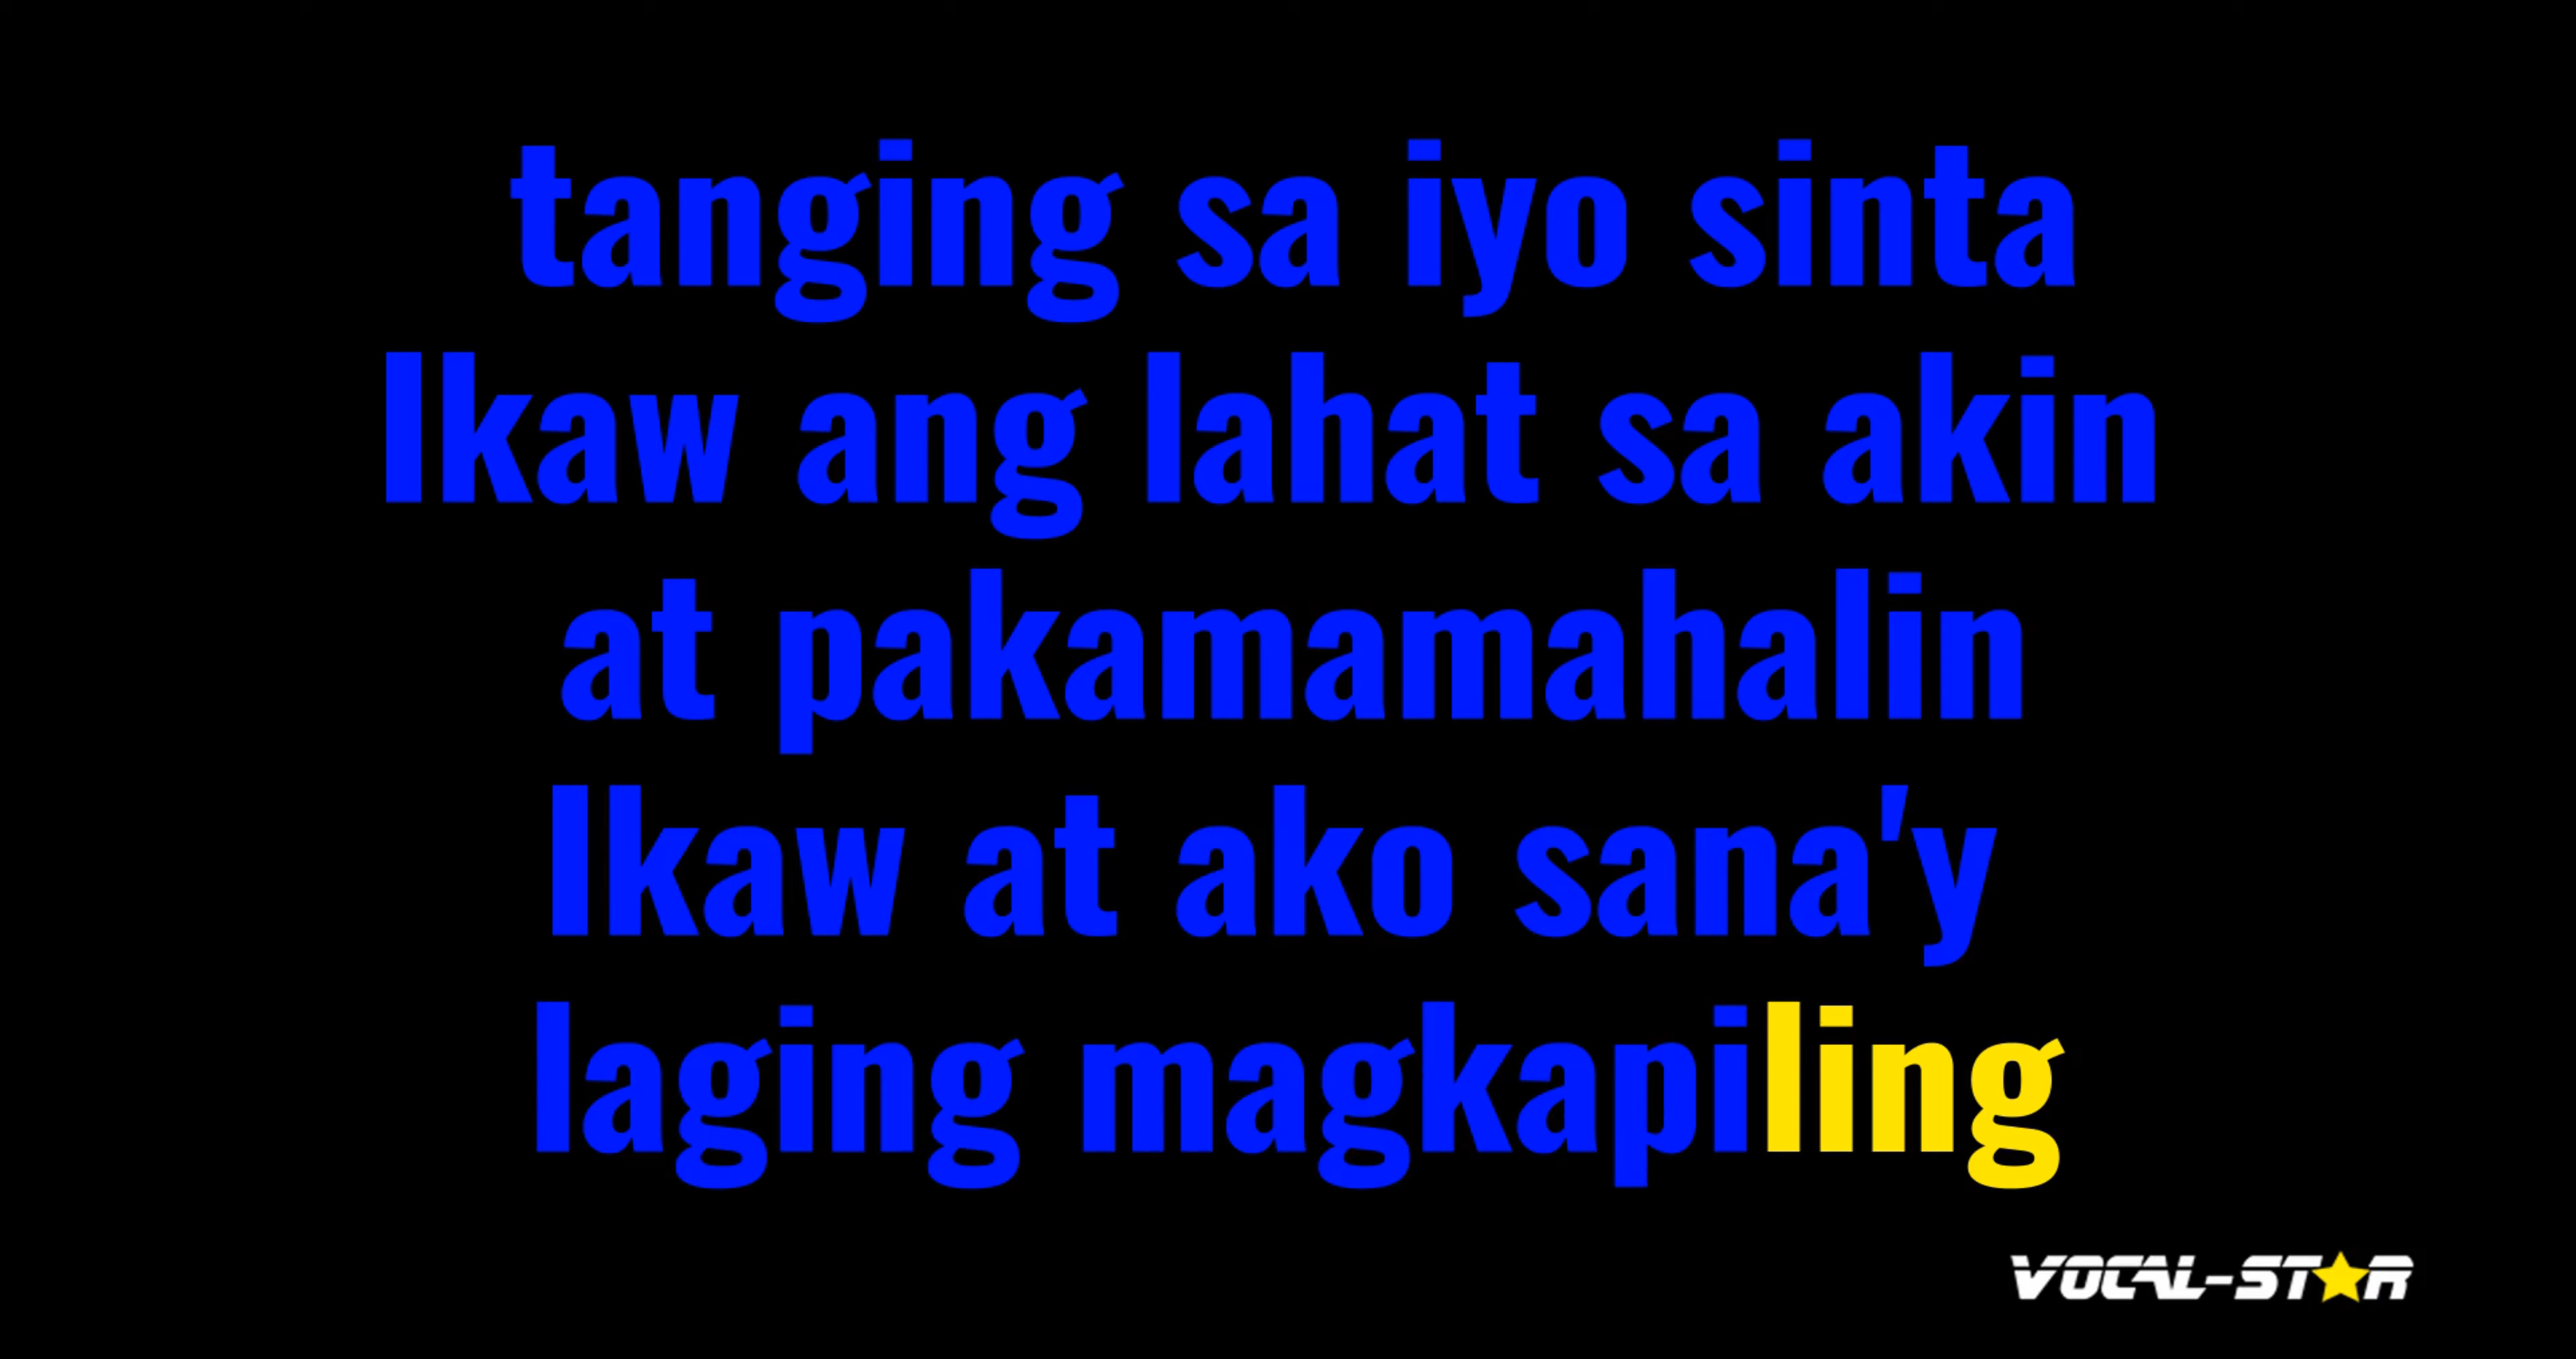 tanging sa iyo sinta
Ikaw ang lahat sa akin
at pakamamahalin
Ikaw at ako sana'y
laging magkapiling
VOCAL-STAR